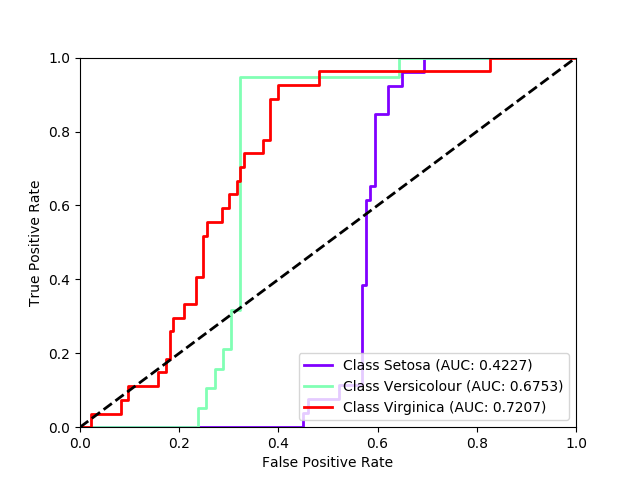 1.0
0.8
0.6
0.4
0.2
0.0
True Positive Rate
0.0 0.2 0.4 0.6 0.8 1.0
False Positive Rate
Class Setosa (AUC: 0.4227)
Class Versicolour (AUC: 0.6753)
Class Virginica (AUC: 0.7207)